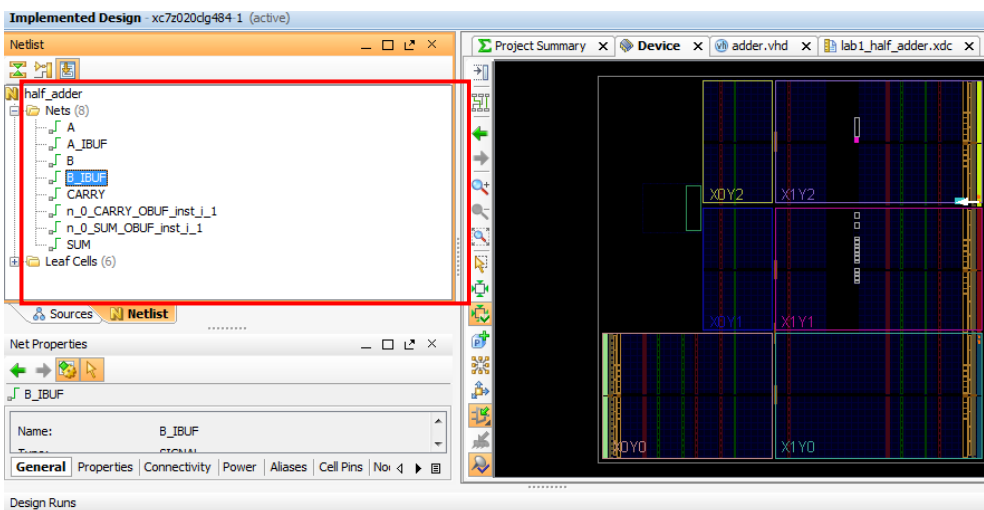 Implemented Design - xc7z020clg484-1 (active)
Netlist
half_adder
Nets (8)
A
A_IBUF
B
B_IBUF
CARRY
n_0_CARRY_OBUF_inst_i_1
n_0_SUM_OBUF_inst_i_1
SUM
Leaf Cells (6)
Sources Netlist
Net Properties
B_IBUF
Name: B_IBUF
General Properties Connectivity Power Aliases Cell Pins
Design Runs
Project Summary Device adder.vhd lab1_half_adder.xdc
X0Y2 X1Y2
X0Y1 X1Y1
X0Y0 X1Y0